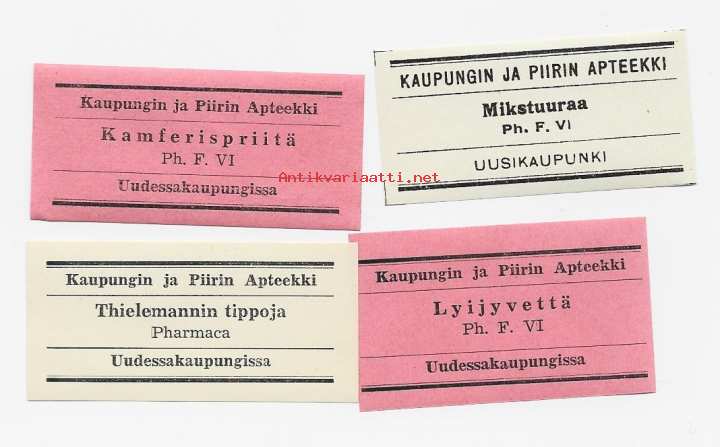 Kaupungin ja Piirin Apteekki
Kamferispriitä
Ph. F. VI
Uudessakaupungissa
KAUPUNGIN JA PIIRIN APTEEKKI
Mikstuuraa
Ph. F. VI
UUSIKAUPUNKI
Antikvariaatti.net
Kaupungin ja Piirin Apteekki
Thielemannin tippoja
Pharmaca
Uudessakaupungissa
Kaupungin ja Piirin Apteekki
Lyijyvettä
Ph. F. VI
Uudessakaupungissa